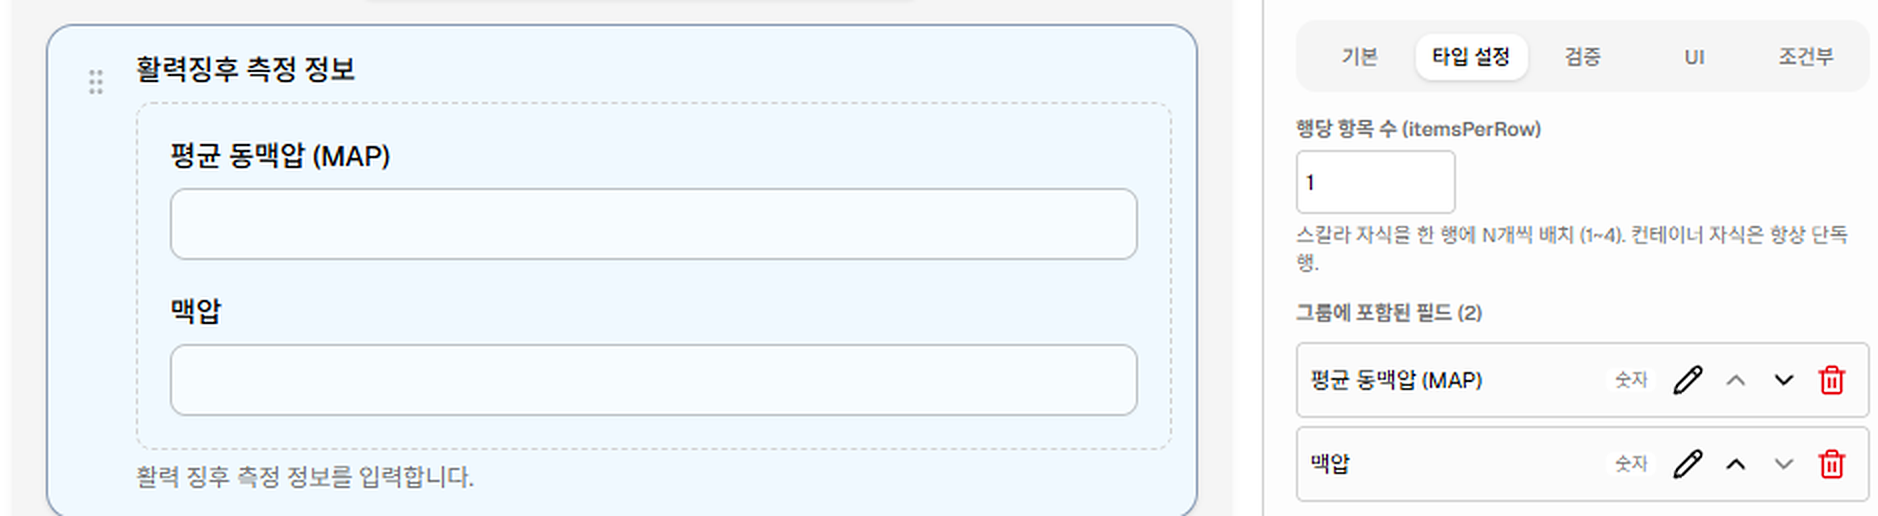 활력징후 측정 정보
평균 동맥압 (MAP)
맥압
활력 징후 측정 정보를 입력합니다.
기본
타입 설정
검증
UI
조건부
행당 항목 수 (itemsPerRow)
1
스칼라 자식을 한 행에 N개씩 배치 (1~4). 컨테이너 자식은 항상 단독
행.
그룹에 포함된 필드 (2)
평균 동맥압 (MAP) 숫자
맥압 숫자